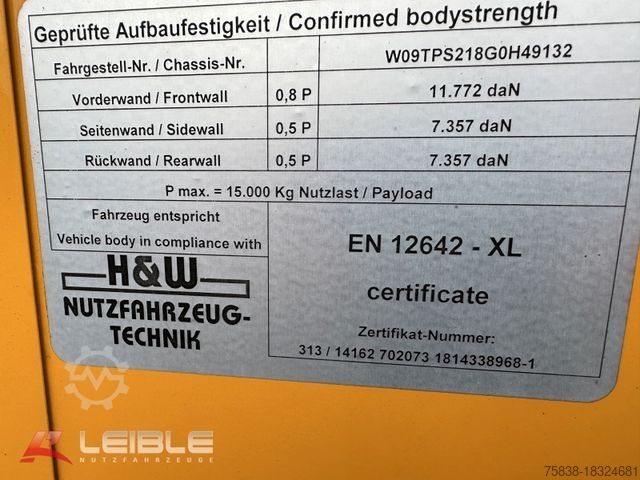 Geprüfte Aufbaufestigkeit / Confirmed bodystrength
Fahrgestell-Nr. / Chassis-Nr. W09TPS218G0H49132
Vorderwand / Frontwall 0,8 P 11.772 daN
Seitenwand / Sidewall 0,5 P 7.357 daN
Rückwand / Rearwall 0,5 P 7.357 daN
P max. = 15.000 Kg Nutzlast / Payload
Fahrzeug entspricht
Vehicle body in compliance with
H&W
NUTZFAHRZEUG-
TECHNIK
EN 12642 - XL
certificate
Zertifikat-Nummer:
313 / 14162 702073 1814338968-1
LEIBLE
NUTZFAHRZEUGE
75838-18324681